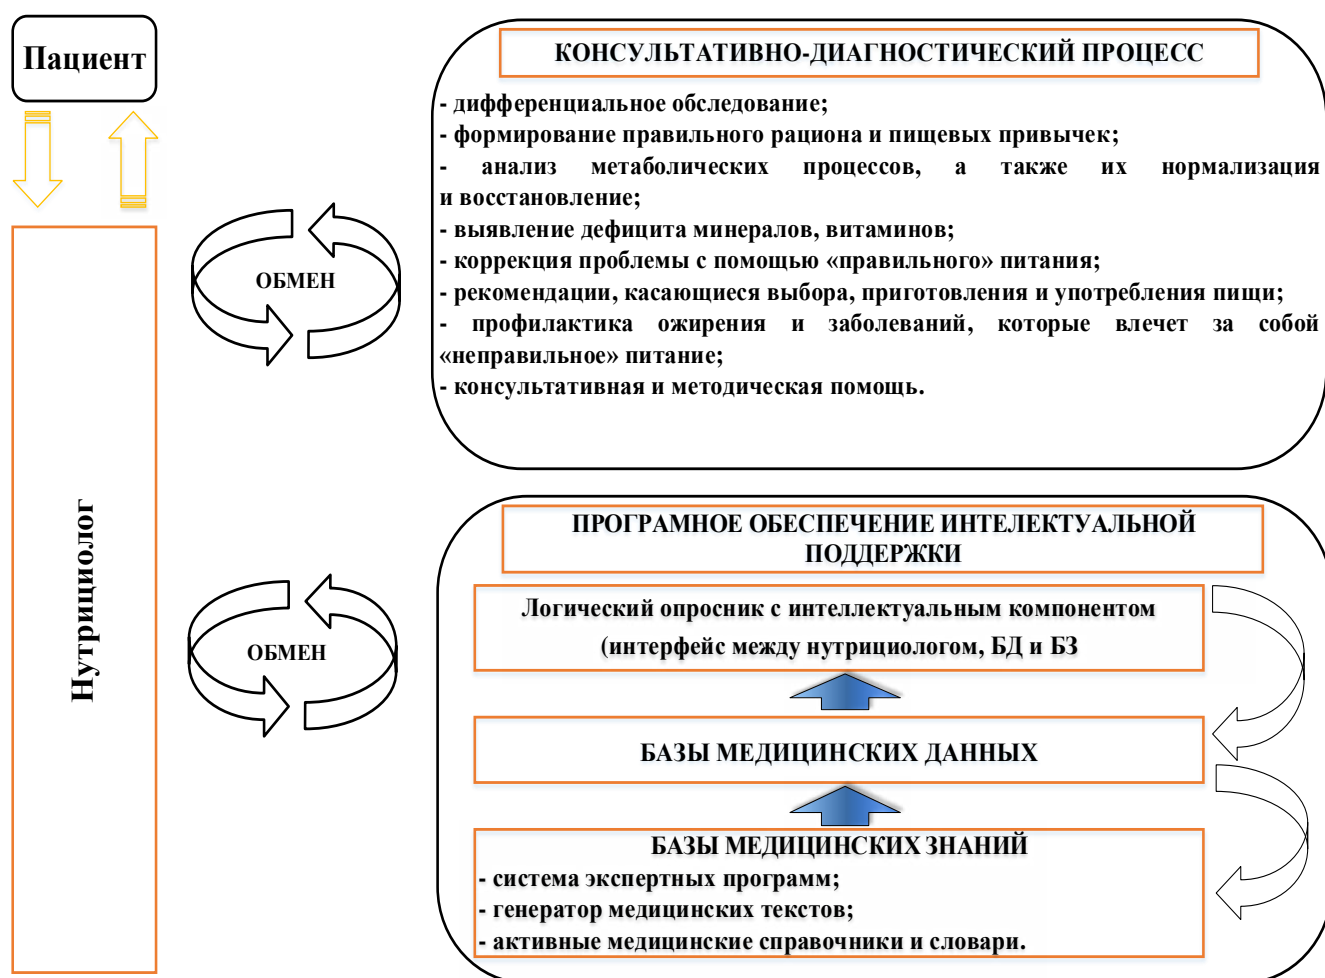 Пациент
КОНСУЛЬТАТИВНО-ДИАГНОСТИЧЕСКИЙ ПРОЦЕСС
- дифференциальное обследование;
- формирование правильного рациона и пищевых привычек;
- анализ метаболических процессов, а также их нормализация
и восстановление;
- выявление дефицита минералов, витаминов;
- коррекция проблемы с помощью «правильного» питания;
- рекомендации, касающиеся выбора, приготовления и употребления пищи;
- профилактика ожирения и заболеваний, которые влечет за собой
«неправильное» питание;
- консультативная и методическая помощь.
ОБМЕН
Нутрициолог
ОБМЕН
ПРОГРАМНОЕ ОБЕСПЕЧЕНИЕ ИНТЕЛЕКТУАЛЬНОЙ
ПОДДЕРЖКИ
Логический опросник с интеллектуальным компонентом
(интерфейс между нутрициологом, БД и БЗ
БАЗЫ МЕДИЦИНСКИХ ДАННЫХ
БАЗЫ МЕДИЦИНСКИХ ЗНАНИЙ
- система экспертных программ;
- генератор медицинских текстов;
- активные медицинские справочники и словари.